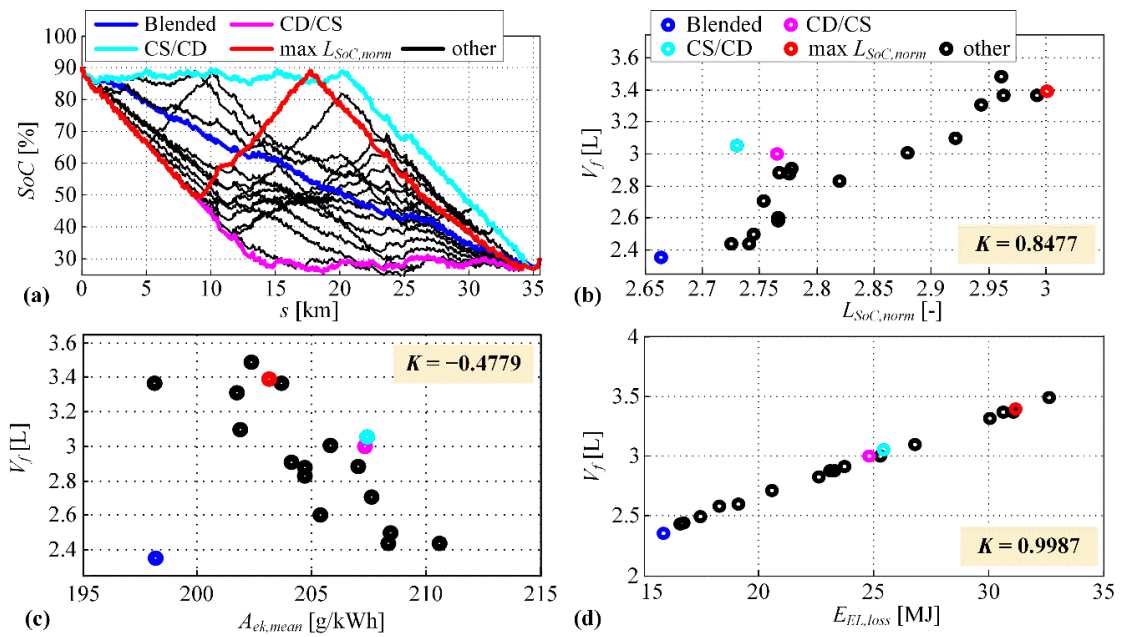 Blended CD/CS
CS/CD max L_SoC,norm other
SoC [%]
90
80
70
60
50
40
30
0 5 10 15 20 25 30 35
s [km]
(a)
Blended CD/CS
CS/CD max L_SoC,norm other
V_f [L]
3.6
3.4
3.2
3
2.8
2.6
2.4
2.65 2.7 2.75 2.8 2.85 2.9 2.95 3
L_SoC,norm [-]
K = 0.8477
(b)
V_f [L]
3.6
3.4
3.2
3
2.8
2.6
2.4
195 200 205 210 215
A_ek,mean [g/kWh]
K = −0.4779
(c)
V_f [L]
4
3.5
3
2.5
2
15 20 25 30 35
E_EL,loss [MJ]
K = 0.9987
(d)